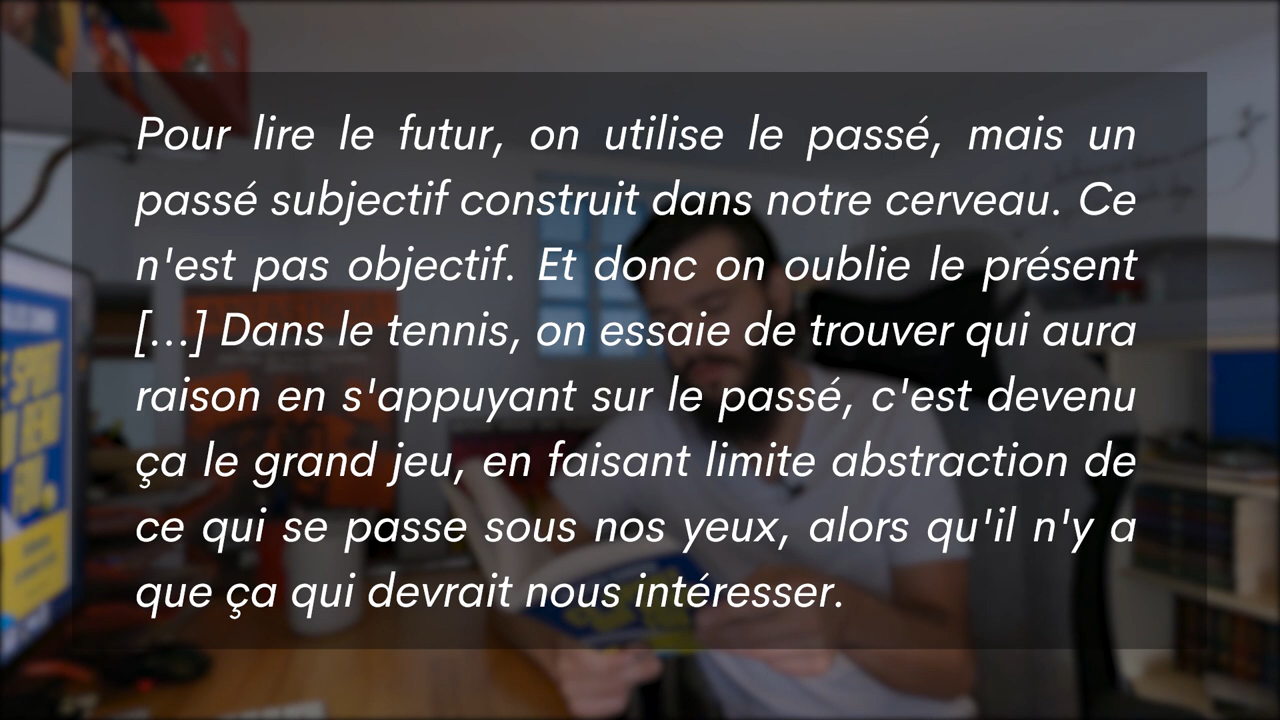 Pour lire le futur, on utilise le passé, mais un
passé subjectif construit dans notre cerveau. Ce
n'est pas objectif. Et donc on oublie le présent
[...] Dans le tennis, on essaie de trouver qui aura
raison en s'appuyant sur le passé, c'est devenu
ça le grand jeu, en faisant limite abstraction de
ce qui se passe sous nos yeux, alors qu'il n'y a
que ça qui devrait nous intéresser.